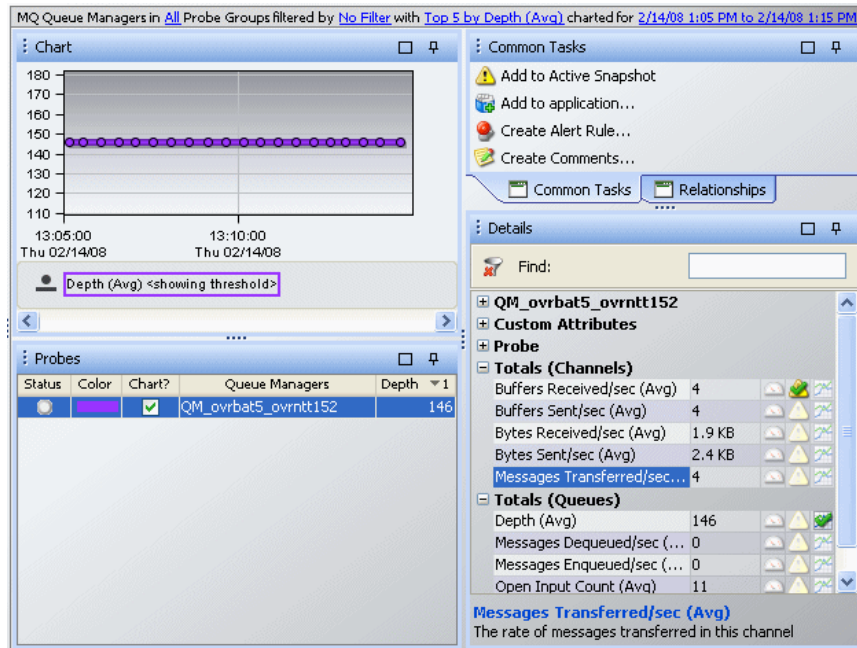 MQ Queue Managers in All Probe Groups filtered by No Filter with Top 5 by Depth (Avg) charted for 2/14/08 1:05 PM to 2/14/08 1:15 PM
Chart
180
170
160
150
140
130
120
110
13:05:00 13:10:00
Thu 02/14/08 Thu 02/14/08
Depth (Avg) <showing threshold>
Probes
Status Color Chart? Queue Managers Depth 1
QM_ovrbat5_ovrntt152 146
Common Tasks
Add to Active Snapshot
Add to application...
Create Alert Rule...
Create Comments...
Common Tasks Relationships
Details
Find:
QM_ovrbat5_ovrntt152
Custom Attributes
Probe
Totals (Channels)
Buffers Received/sec (Avg) 4
Buffers Sent/sec (Avg) 4
Bytes Received/sec (Avg) 1.9 KB
Bytes Sent/sec (Avg) 2.4 KB
Messages Transferred/sec... 4
Totals (Queues)
Depth (Avg) 146
Messages Dequeued/sec (... 0
Messages Enqueued/sec (... 0
Open Input Count (Avg) 11
Messages Transferred/sec (Avg)
The rate of messages transferred in this channel